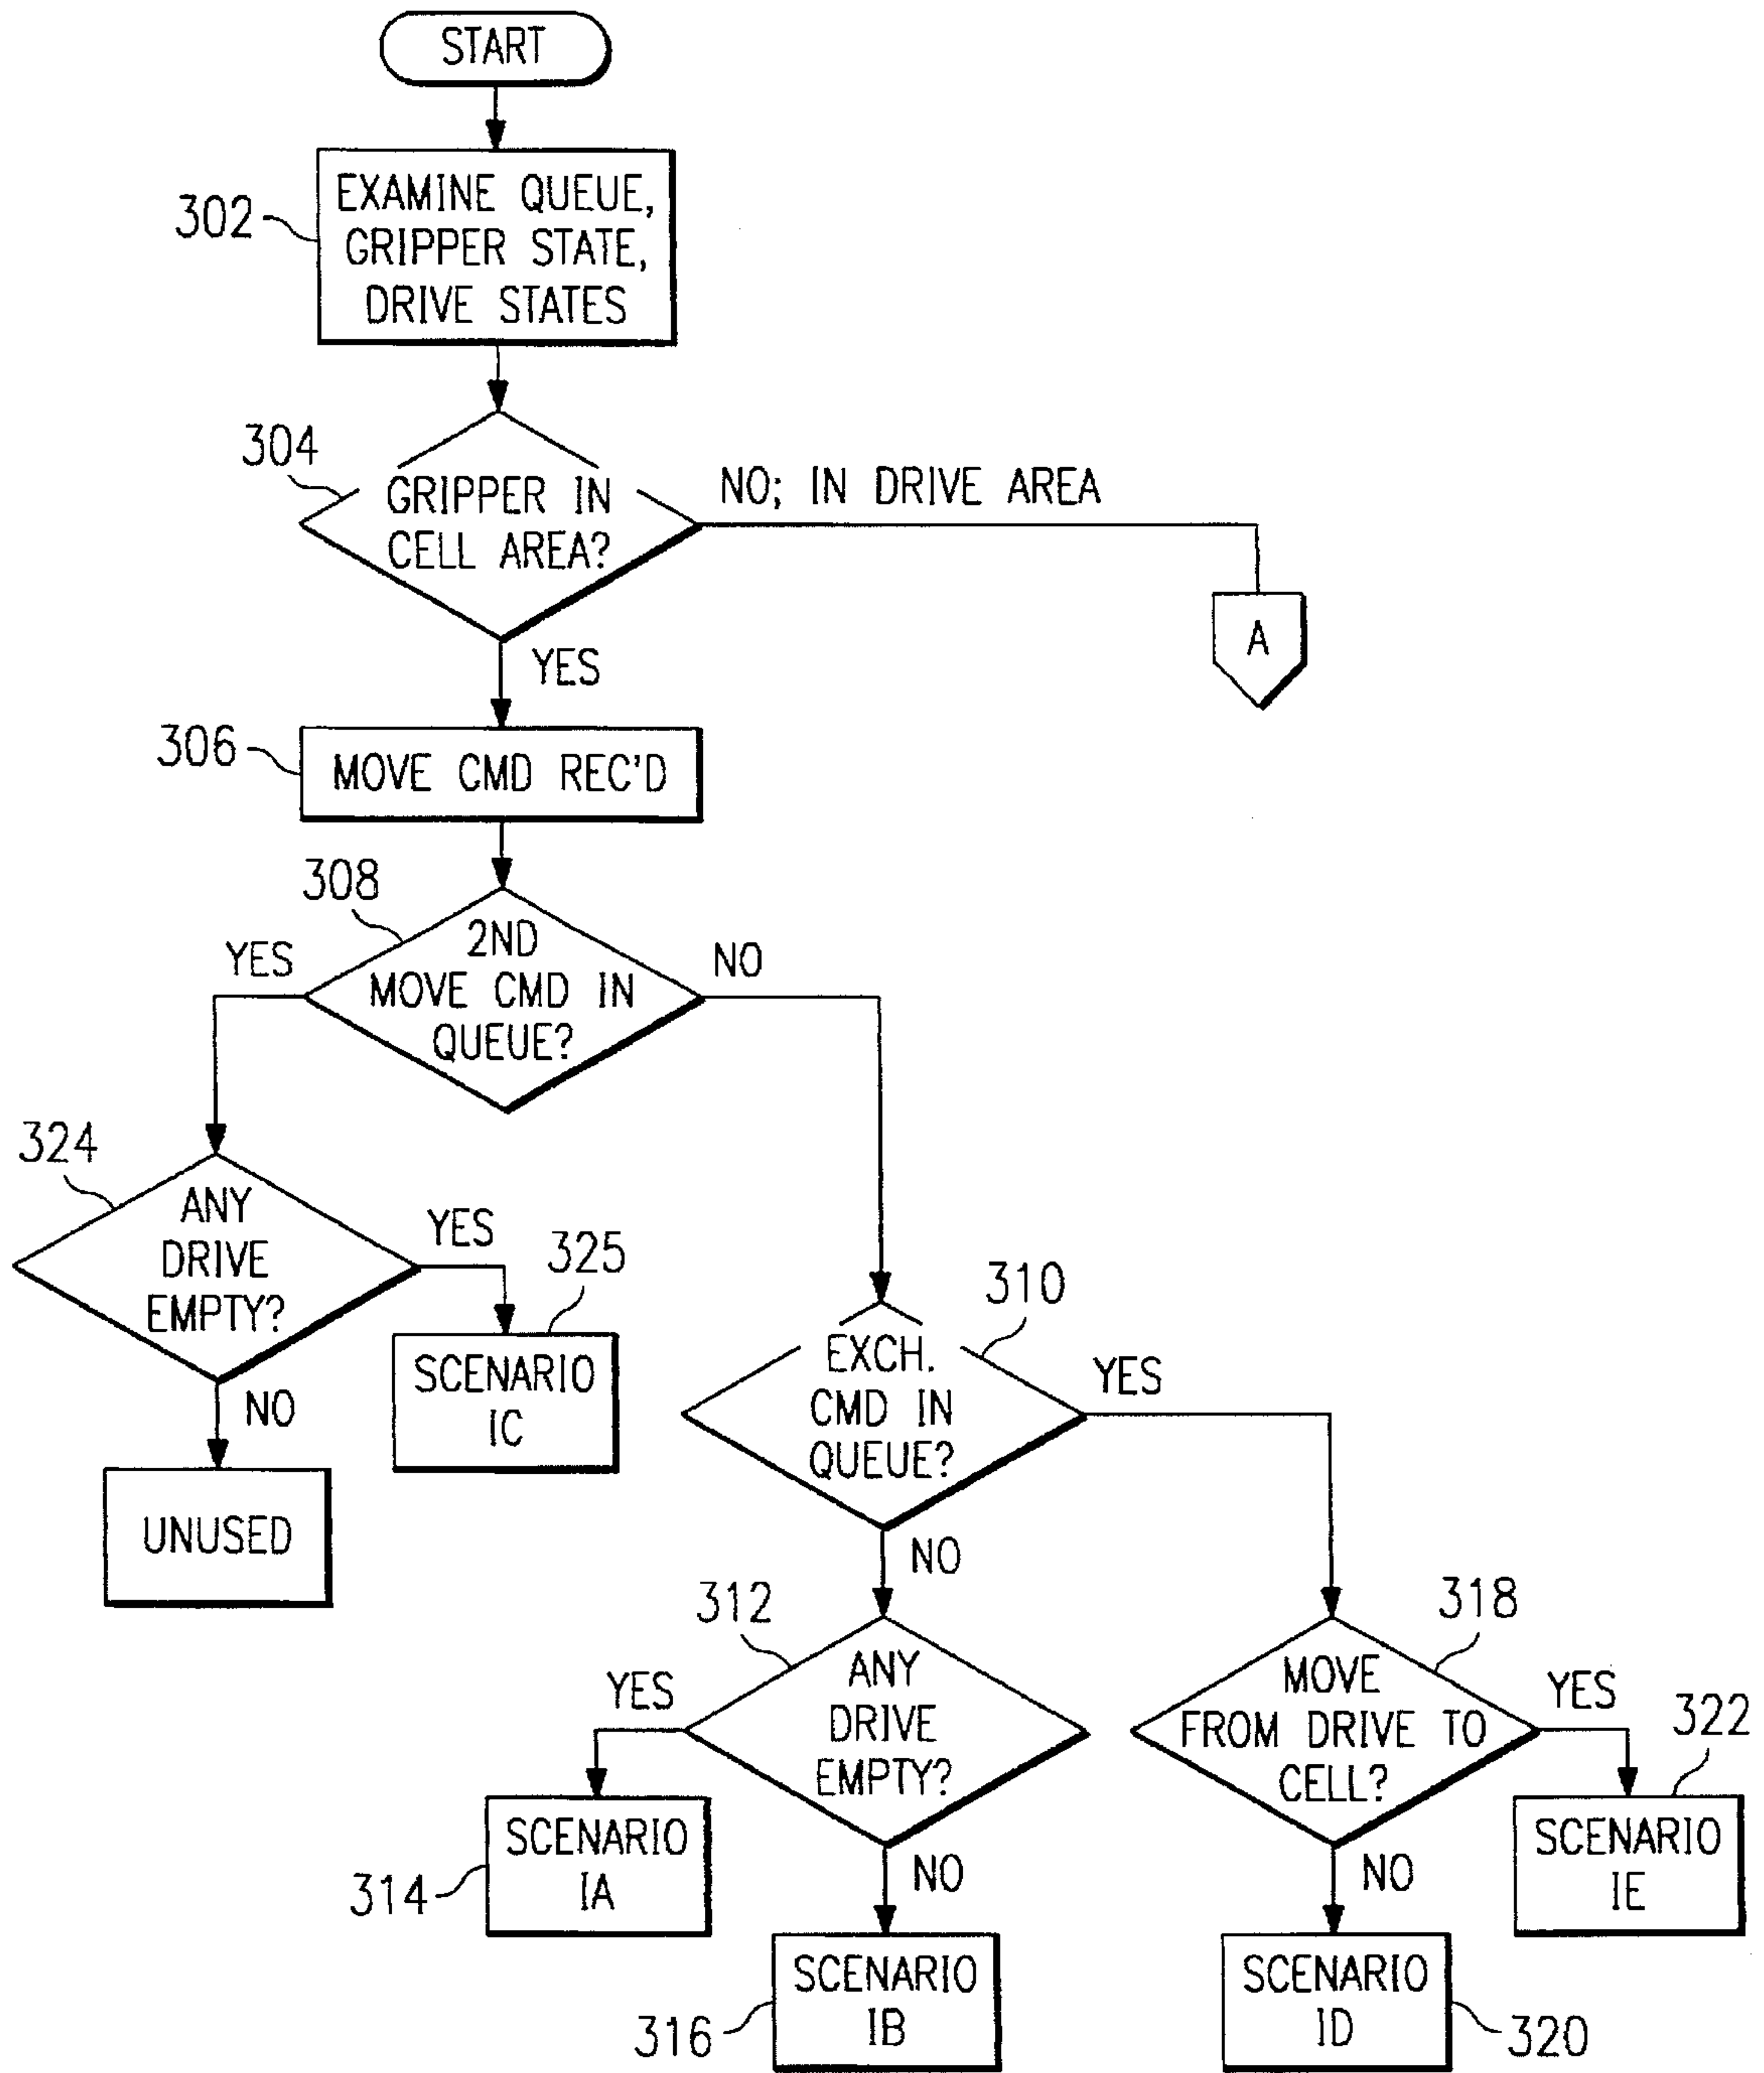 START
302
EXAMINE QUEUE,
GRIPPER STATE,
DRIVE STATES
304
GRIPPER IN
CELL AREA?
NO; IN DRIVE AREA
A
YES
306
MOVE CMD REC'D
308
2ND
MOVE CMD IN
QUEUE?
YES
NO
324
ANY
DRIVE
EMPTY?
YES
325
SCENARIO
IC
NO
UNUSED
310
EXCH.
CMD IN
QUEUE?
YES
NO
312
ANY
DRIVE
EMPTY?
YES
314
SCENARIO
IA
NO
316
SCENARIO
IB
318
MOVE
FROM DRIVE TO
CELL?
YES
322
SCENARIO
IE
NO
SCENARIO
ID
320